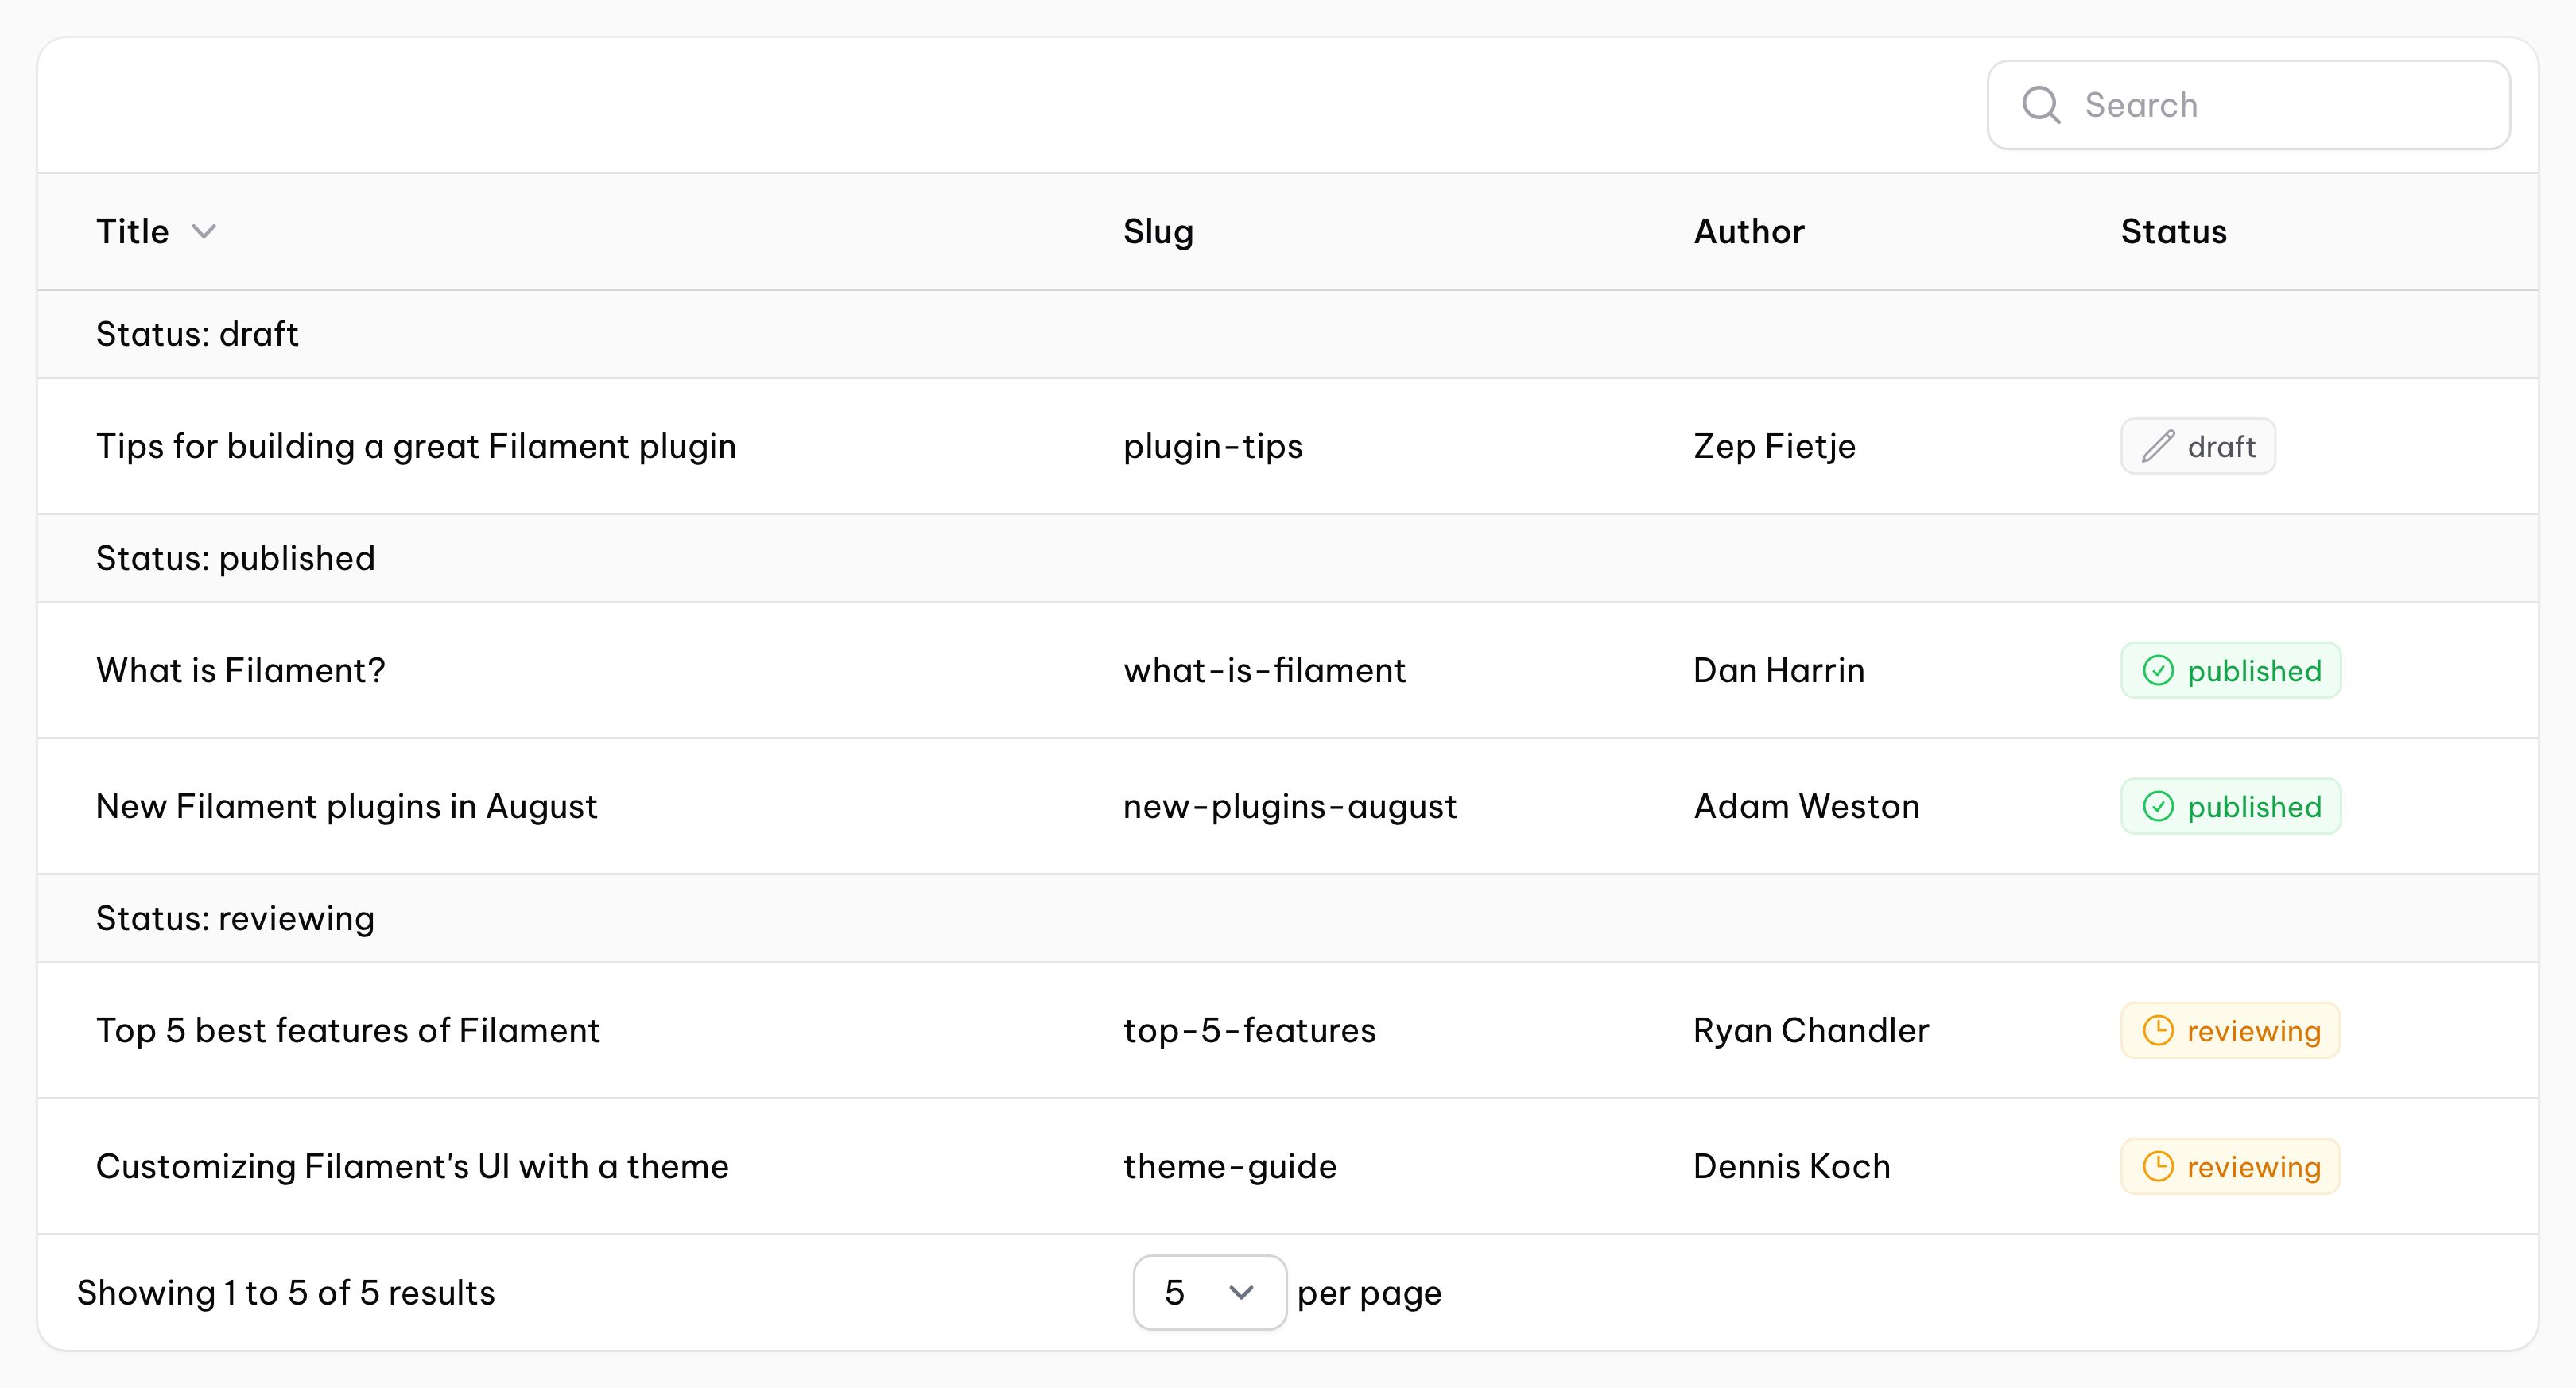 Search
Title Slug Author Status
Status: draft
Tips for building a great Filament plugin plugin-tips Zep Fietje draft
Status: published
What is Filament? what-is-filament Dan Harrin published
New Filament plugins in August new-plugins-august Adam Weston published
Status: reviewing
Top 5 best features of Filament top-5-features Ryan Chandler reviewing
Customizing Filament's UI with a theme theme-guide Dennis Koch reviewing
Showing 1 to 5 of 5 results 5 per page